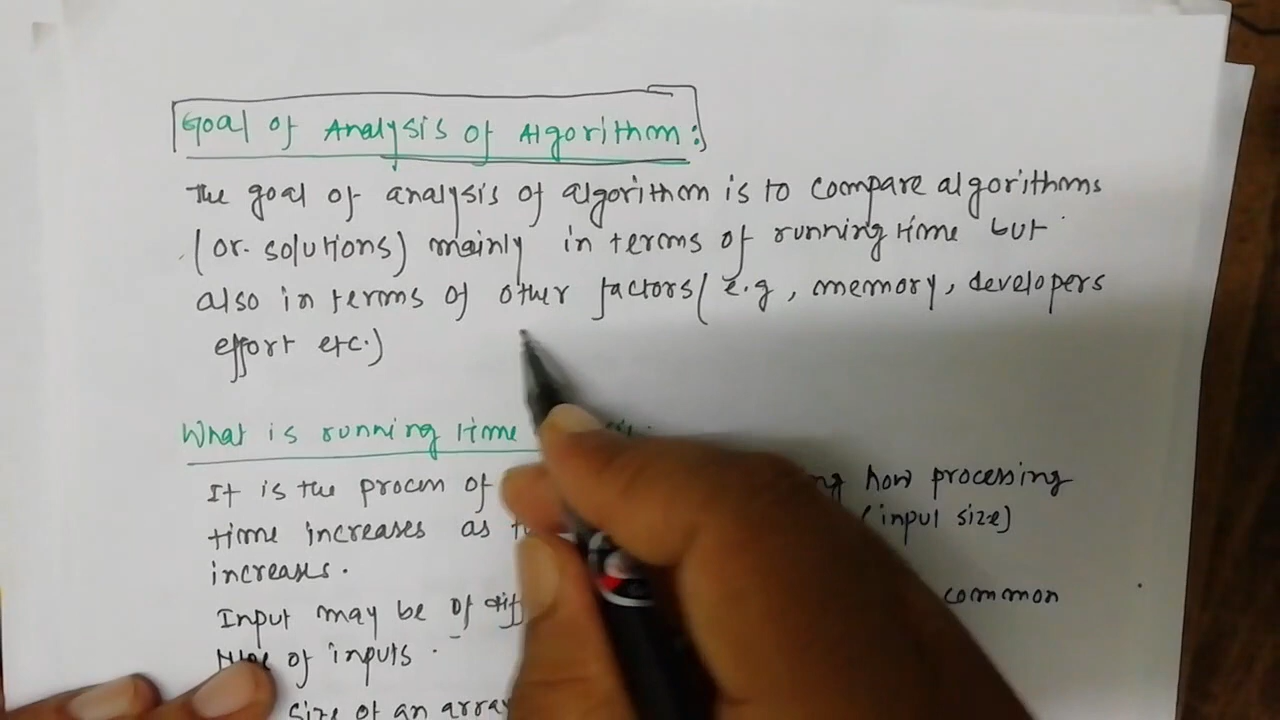 Goal of Analysis of Algorithm:
The goal of analysis of algorithm is to compare algorithms
(or solutions) mainly in terms of running time but
also in terms of other factors (e.g, memory, developers
effort etc.)
What is running time
It is the process of how processing
time increases as (input size)
increases.
Input may be of common
type of inputs.
size of an array